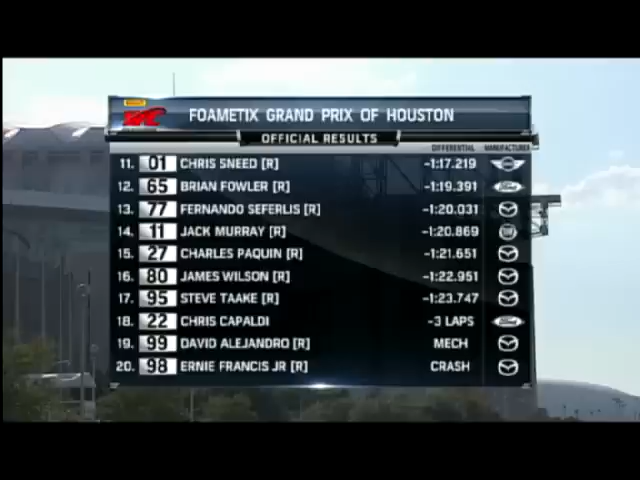 FOAMETIX GRAND PRIX OF HOUSTON
OFFICIAL RESULTS
DIFFERENTIAL MANUFACTURER
11. 01 CHRIS SNEED [R] -1:17.219
12. 65 BRIAN FOWLER [R] -1:19.391 Ford
13. 77 FERNANDO SEFERLIS [R] -1:20.031
14. 11 JACK MURRAY [R] -1:20.869
15. 27 CHARLES PAQUIN [R] -1:21.651
16. 80 JAMES WILSON [R] -1:22.951
17. 95 STEVE TAAKE [R] -1:23.747
18. 22 CHRIS CAPALDI -3 LAPS Ford
19. 99 DAVID ALEJANDRO [R] MECH
20. 98 ERNIE FRANCIS JR [R] CRASH